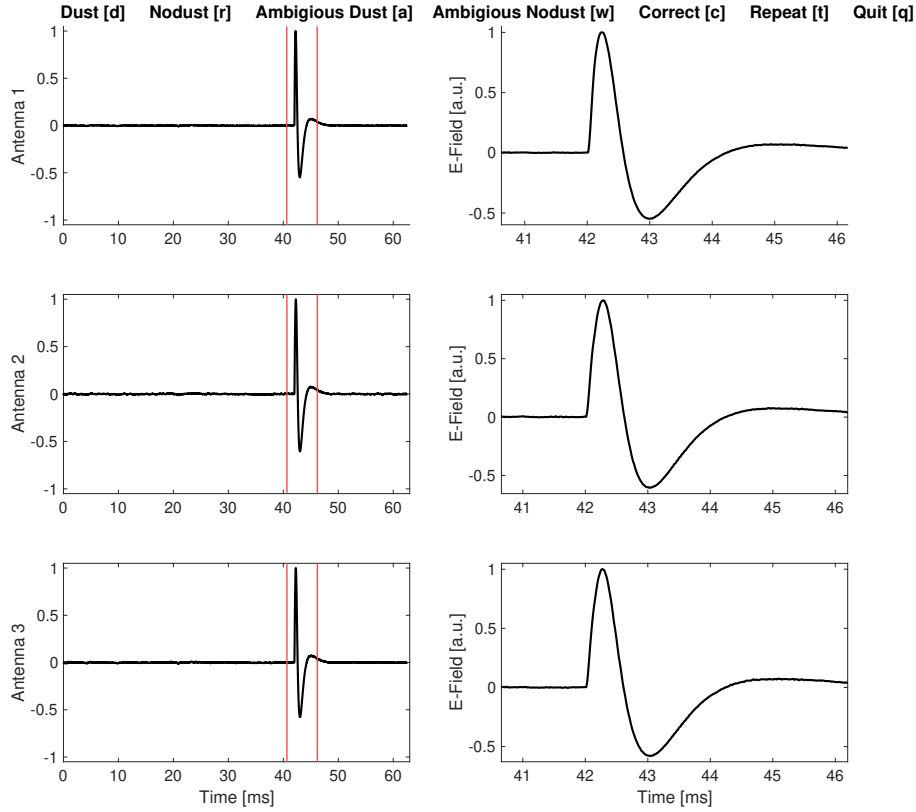 Dust [d] Nodust [r] Ambigious Dust [a] Ambigious Nodust [w] Correct [c] Repeat [t] Quit [q]
1
0.5
0
-0.5
-1
Antenna 1
0 10 20 30 40 50 60
1
0.5
0
-0.5
E-Field [a.u.]
41 42 43 44 45 46
1
0.5
0
-0.5
-1
Antenna 2
0 10 20 30 40 50 60
1
0.5
0
-0.5
E-Field [a.u.]
41 42 43 44 45 46
1
0.5
0
-0.5
-1
Antenna 3
0 10 20 30 40 50 60
Time [ms]
1
0.5
0
-0.5
E-Field [a.u.]
41 42 43 44 45 46
Time [ms]